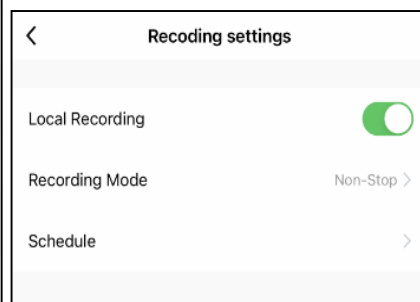 Recoding settings
Local Recording
Recording Mode Non-Stop
Schedule